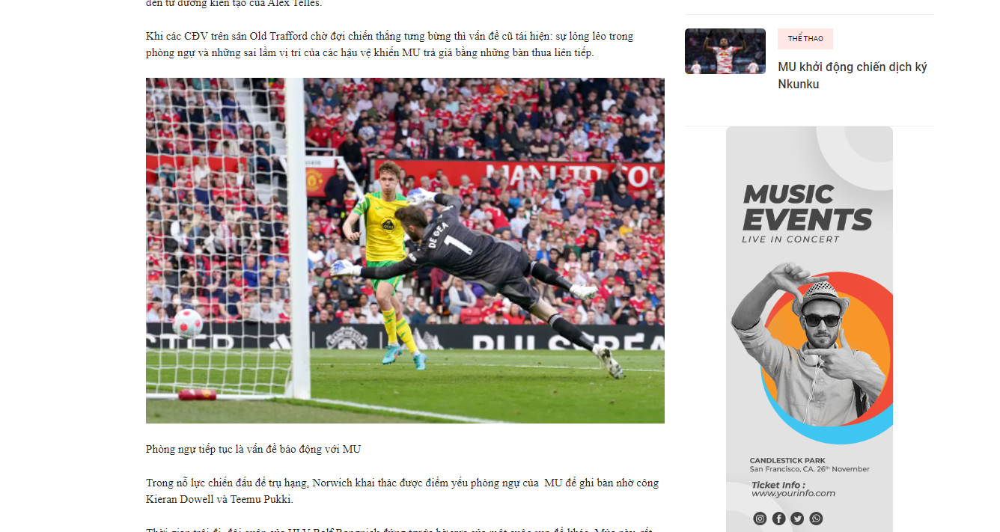 đến từ đường kiến tạo của Alex Telles.
Khi các CĐV trên sân Old Trafford chờ đợi chiến thắng tưng bừng thì vấn đề cũ tái hiện: sự lỏng lẻo trong
phòng ngự và những sai lầm vị trí của các hậu vệ khiến MU trả giá bằng những bàn thua liên tiếp.
MAN UTD CO
DE GEA
1
Phòng ngự tiếp tục là vấn đề báo động với MU
Trong nỗ lực chiến đấu để trụ hạng, Norwich khai thác được điểm yếu phòng ngự của MU để ghi bàn nhờ công
Kieran Dowell và Teemu Pukki.
THỂ THAO
MU khởi động chiến dịch ký
Nkunku
MUSIC
EVENTS
LIVE IN CONCERT
CANDLESTICK PARK
San Francisco, CA. 26th November
Ticket Info :
www.yourinfo.com